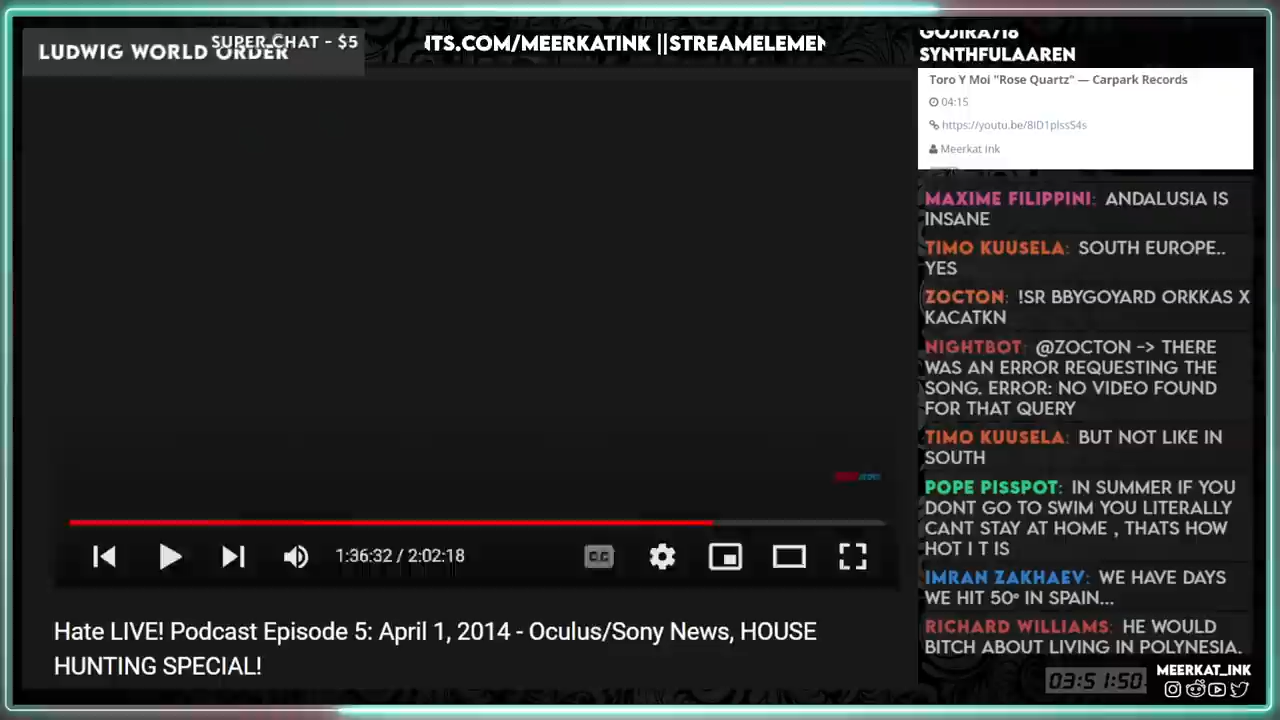 LUDWIG WORLD ORDER
SUPER CHAT - $5
ITS.COM/MEERKATINK ||STREAMELEMEN
GOJIRA718
SYNTHFULAAREN
Toro Y Moi "Rose Quartz" — Carpark Records
04:15
https://youtu.be/8ID1plssS4s
Meerkat Ink
MAXIME FILIPPINI: ANDALUSIA IS
INSANE
TIMO KUUSELA: SOUTH EUROPE..
YES
ZOCTON: !SR BBYGOYARD ORKKAS X
KACATKN
NIGHTBOT: @ZOCTON -> THERE
WAS AN ERROR REQUESTING THE
SONG. ERROR: NO VIDEO FOUND
FOR THAT QUERY
TIMO KUUSELA: BUT NOT LIKE IN
SOUTH
POPE PISSPOT: IN SUMMER IF YOU
DONT GO TO SWIM YOU LITERALLY
CANT STAY AT HOME , THATS HOW
HOT I T IS
IMRAN ZAKHAEV: WE HAVE DAYS
WE HIT 50º IN SPAIN...
RICHARD WILLIAMS: HE WOULD
BITCH ABOUT LIVING IN POLYNESIA.
1:36:32 / 2:02:18
CC
Hate LIVE! Podcast Episode 5: April 1, 2014 - Oculus/Sony News, HOUSE
HUNTING SPECIAL!
03:51:50
MEERKAT_INK